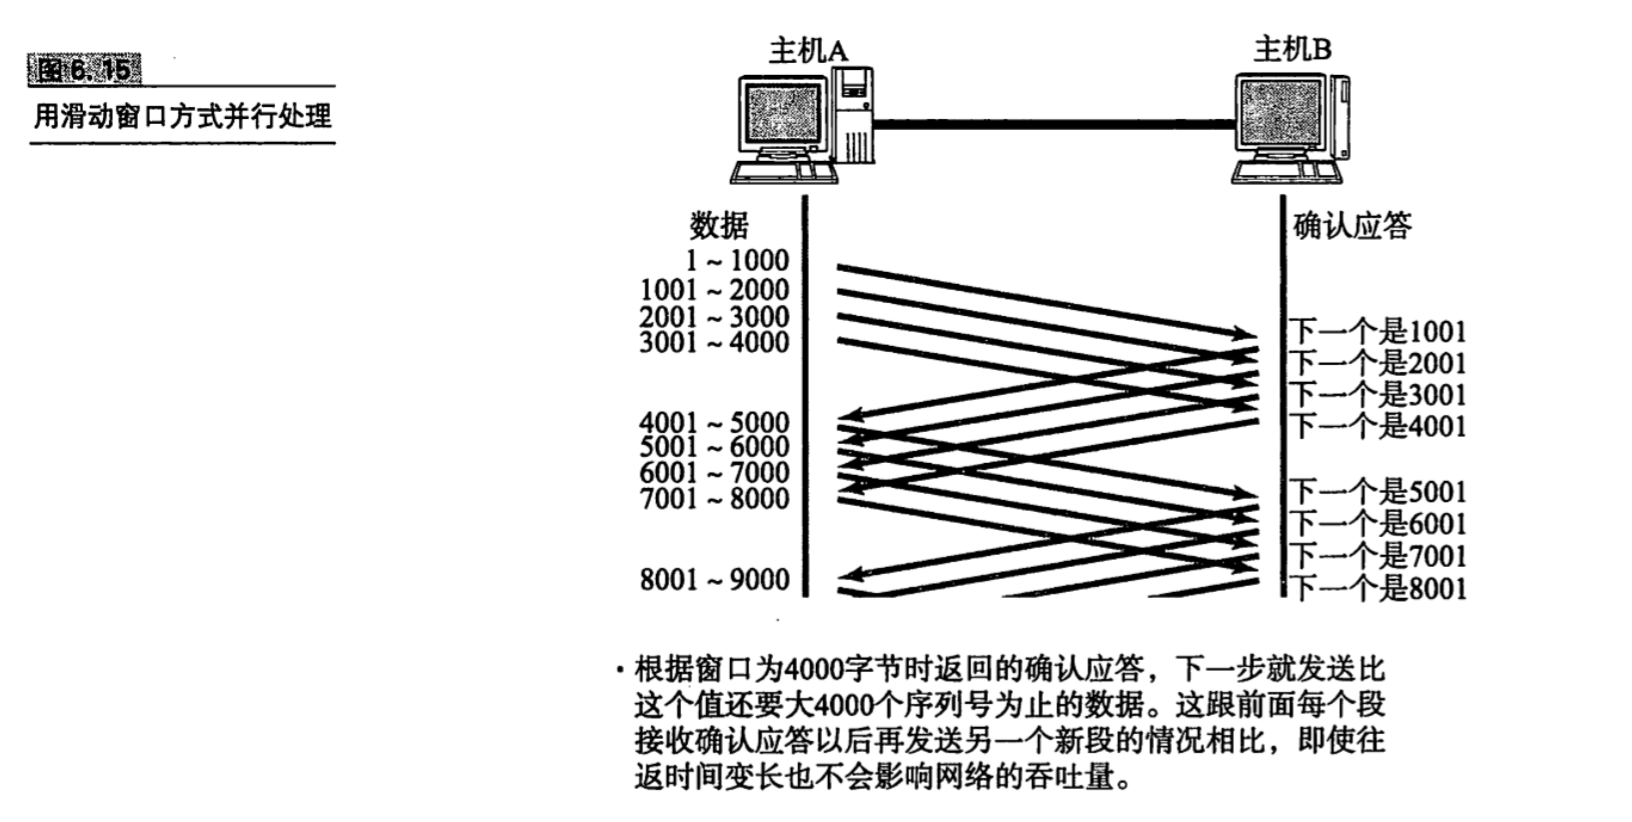 图6.15
用滑动窗口方式并行处理
主机A
主机B
数据
确认应答
1 ~ 1000
1001 ~ 2000
2001 ~ 3000
3001 ~ 4000
下一个是1001
下一个是2001
下一个是3001
下一个是4001
4001 ~ 5000
5001 ~ 6000
6001 ~ 7000
7001 ~ 8000
下一个是5001
下一个是6001
下一个是7001
下一个是8001
8001 ~ 9000
·根据窗口为4000字节时返回的确认应答，下一步就发送比
这个值还要大4000个序列号为止的数据。这跟前面每个段
接收确认应答以后再发送另一个新段的情况相比，即使往
返时间变长也不会影响网络的吞吐量。